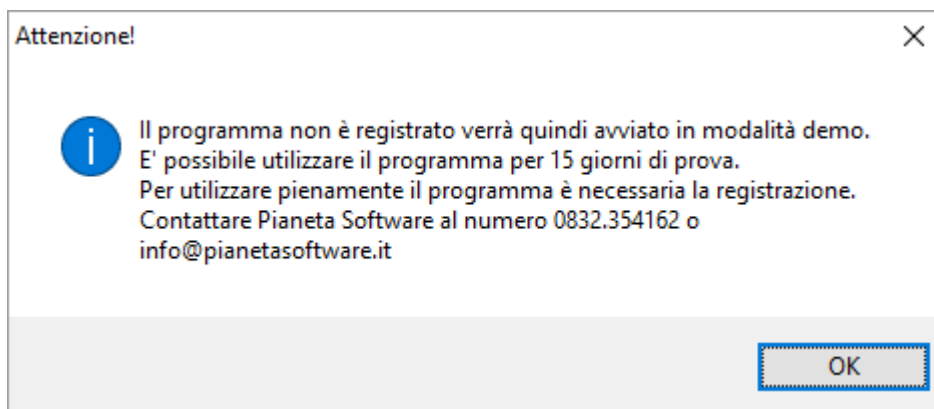 Attenzione!
Il programma non è registrato verrà quindi avviato in modalità demo.
E' possibile utilizzare il programma per 15 giorni di prova.
Per utilizzare pienamente il programma è necessaria la registrazione.
Contattare Pianeta Software al numero 0832.354162 o
info@pianetasoftware.it
OK